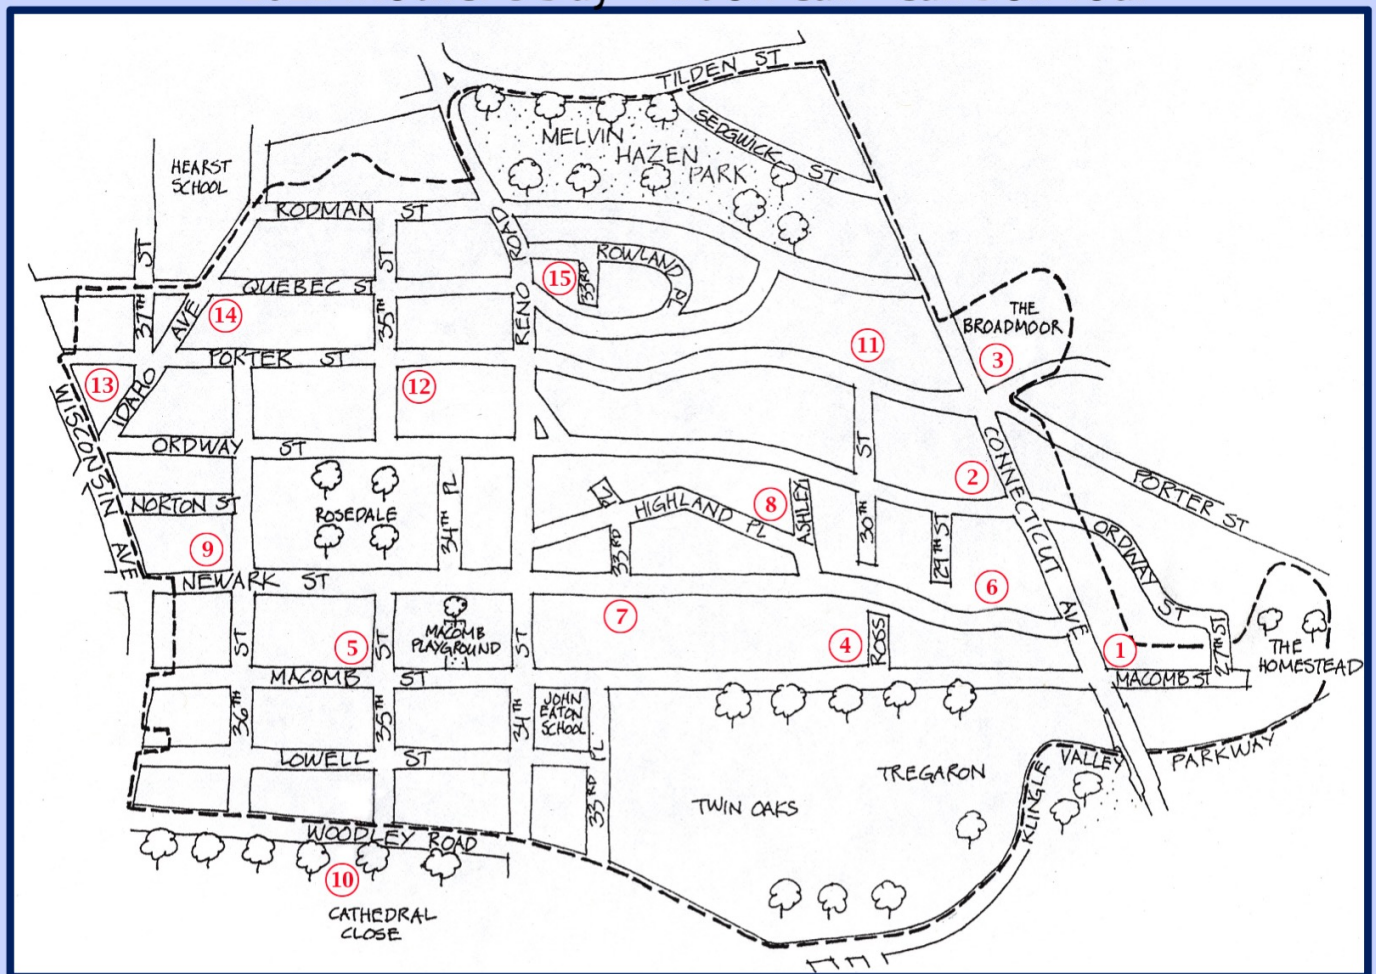 TILDEN ST
MELVIN
HAZEN
PARK
SEDGWICK ST
HEARST
SCHOOL
RODMAN ST
ROAD
ROWLAND PL
37TH ST
35TH ST
QUEBEC ST
15
33RD
14
AVE
RENO
THE
BROADMOOR
3
11
PORTER ST
13
IDAHO
12
WISCONSIN AVE
ORDWAY ST
30TH ST
CONNECTICUT AVE
2
PORTER ST
NORTON ST
ROSEDALE
34TH PL
HIGHLAND PL
PL
33RD
8
ASHLEY
29TH ST
ORDWAY ST
9
NEWARK ST
6
7
MACOMB
PLAYGROUND
36TH ST
5
35TH ST
34TH ST
4
ROSS
1
27TH ST
THE
HOMESTEAD
MACOMB ST
MACOMB ST
JOHN
EATON
SCHOOL
LOWELL ST
33RD PL
TWIN OAKS
TREGARON
KLINGLE VALLEY PARKWAY
WOODLEY ROAD
10
CATHEDRAL
CLOSE